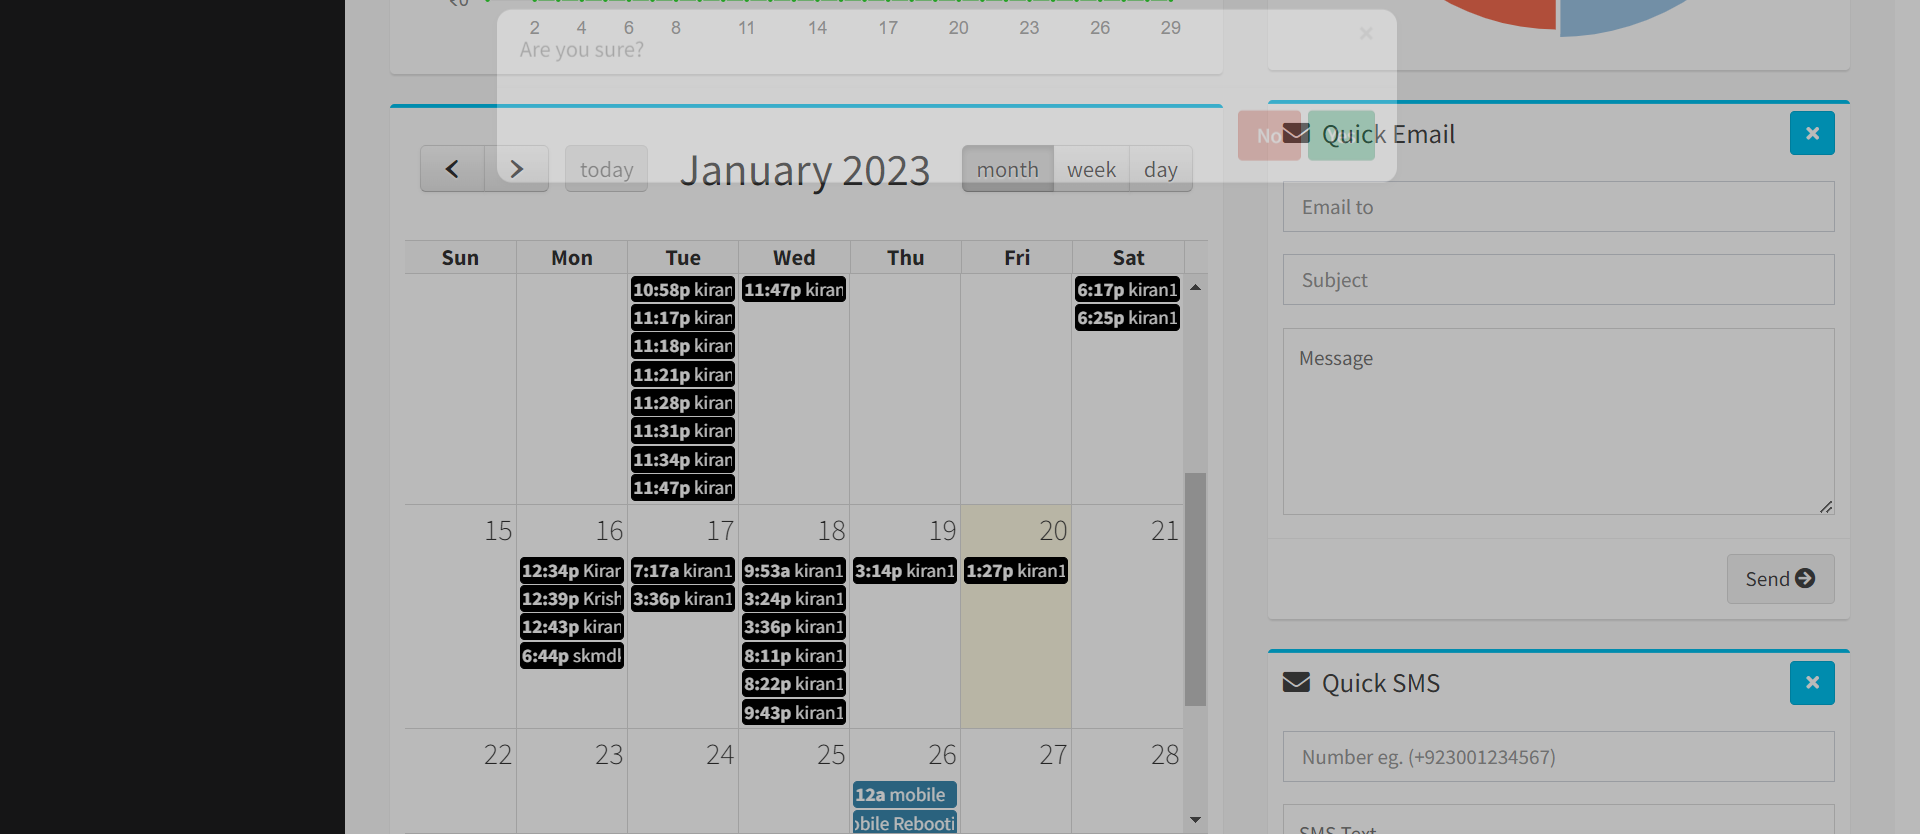 ₹0
2 4 6 8 11 14 17 20 23 26 29
Are you sure?
×
No Yes
< > today January 2023 month week day
Sun Mon Tue Wed Thu Fri Sat
10:58p kiran 11:47p kiran 6:17p kiran1
11:17p kiran 6:25p kiran1
11:18p kiran
11:21p kiran
11:28p kiran
11:31p kiran
11:34p kiran
11:47p kiran
15 16 17 18 19 20 21
12:34p Kiran 7:17a kiran1 9:53a kiran1 3:14p kiran1 1:27p kiran1
12:39p Krish 3:36p kiran1 3:24p kiran1
12:43p kiran 3:36p kiran1
6:44p skmdl 8:11p kiran1
8:22p kiran1
9:43p kiran1
22 23 24 25 26 27 28
12a mobile
obile Rebooti
Quick Email
×
Email to
Subject
Message
Send
Quick SMS
×
Number eg. (+923001234567)
SMS Text